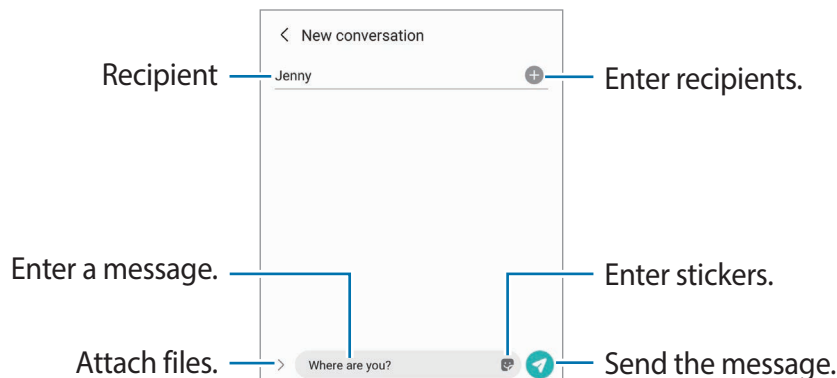 New conversation
Recipient
Jenny
Enter recipients.
Enter a message.
Enter stickers.
Attach files.
Where are you?
Send the message.